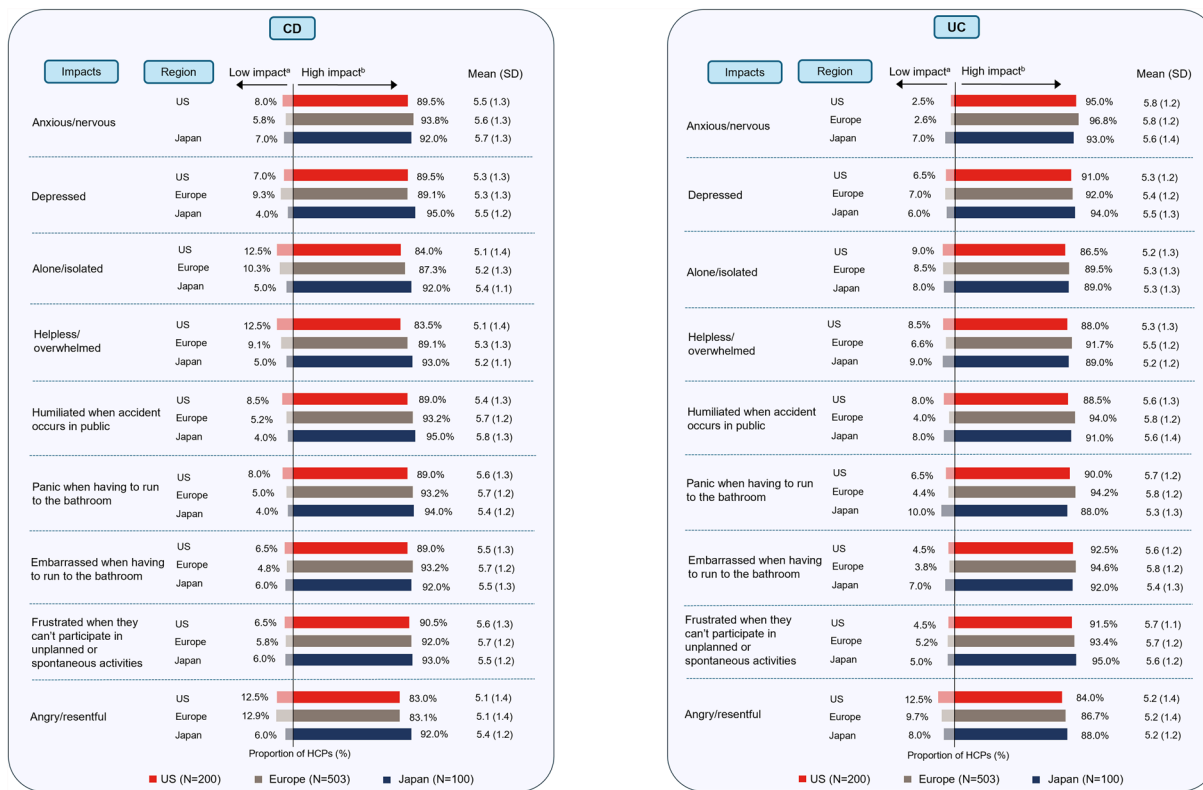 CD
Impacts Region Low impactᵃ High impactᵇ Mean (SD)
US 8.0% 89.5% 5.5 (1.3)
Anxious/nervous 5.8% 93.8% 5.6 (1.3)
Japan 7.0% 92.0% 5.7 (1.3)
US 7.0% 89.5% 5.3 (1.3)
Depressed Europe 9.3% 89.1% 5.3 (1.3)
Japan 4.0% 95.0% 5.5 (1.2)
US 12.5% 84.0% 5.1 (1.4)
Alone/isolated Europe 10.3% 87.3% 5.2 (1.3)
Japan 5.0% 92.0% 5.4 (1.1)
US 12.5% 83.5% 5.1 (1.4)
Helpless/
overwhelmed Europe 9.1% 89.1% 5.3 (1.3)
Japan 5.0% 93.0% 5.2 (1.1)
US 8.5% 89.0% 5.4 (1.3)
Humiliated when accident
occurs in public Europe 5.2% 93.2% 5.7 (1.2)
Japan 4.0% 95.0% 5.8 (1.3)
US 8.0% 89.0% 5.6 (1.3)
Panic when having to run
to the bathroom Europe 5.0% 93.2% 5.7 (1.2)
Japan 4.0% 94.0% 5.4 (1.2)
US 6.5% 89.0% 5.5 (1.3)
Embarrassed when having
to run to the bathroom Europe 4.8% 93.2% 5.7 (1.2)
Japan 6.0% 92.0% 5.5 (1.3)
Frustrated when they US 6.5% 90.5% 5.6 (1.3)
can't participate in
unplanned or Europe 5.8% 92.0% 5.7 (1.2)
spontaneous activities Japan 6.0% 93.0% 5.5 (1.2)
US 12.5% 83.0% 5.1 (1.4)
Angry/resentful Europe 12.9% 83.1% 5.1 (1.4)
Japan 6.0% 92.0% 5.4 (1.2)
Proportion of HCPs (%)
US (N=200) Europe (N=503) Japan (N=100)
UC
Impacts Region Low impactᵃ High impactᵇ Mean (SD)
US 2.5% 95.0% 5.8 (1.2)
Anxious/nervous Europe 2.6% 96.8% 5.8 (1.2)
Japan 7.0% 93.0% 5.6 (1.4)
US 6.5% 91.0% 5.3 (1.2)
Depressed Europe 7.0% 92.0% 5.4 (1.2)
Japan 6.0% 94.0% 5.5 (1.3)
US 9.0% 86.5% 5.2 (1.3)
Alone/isolated Europe 8.5% 89.5% 5.3 (1.3)
Japan 8.0% 89.0% 5.3 (1.3)
US 8.5% 88.0% 5.3 (1.3)
Helpless/
overwhelmed Europe 6.6% 91.7% 5.5 (1.2)
Japan 9.0% 89.0% 5.2 (1.2)
US 8.0% 88.5% 5.6 (1.3)
Humiliated when accident
occurs in public Europe 4.0% 94.0% 5.8 (1.2)
Japan 8.0% 91.0% 5.6 (1.4)
US 6.5% 90.0% 5.7 (1.2)
Panic when having to run
to the bathroom Europe 4.4% 94.2% 5.8 (1.2)
Japan 10.0% 88.0% 5.3 (1.3)
US 4.5% 92.5% 5.6 (1.2)
Embarrassed when having
to run to the bathroom Europe 3.8% 94.6% 5.8 (1.2)
Japan 7.0% 92.0% 5.4 (1.3)
Frustrated when they US 4.5% 91.5% 5.7 (1.1)
can't participate in
unplanned or Europe 5.2% 93.4% 5.7 (1.2)
spontaneous activities Japan 5.0% 95.0% 5.6 (1.2)
US 12.5% 84.0% 5.2 (1.4)
Angry/resentful Europe 9.7% 86.7% 5.2 (1.4)
Japan 8.0% 88.0% 5.2 (1.2)
Proportion of HCPs (%)
US (N=200) Europe (N=503) Japan (N=100)